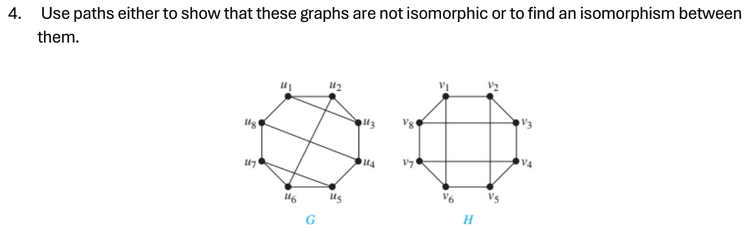 4. Use paths either to show that these graphs are not isomorphic or to find an isomorphism between
them.
u1 u2 v1 v2
u8 u3 v8 v3
u7 u4 v7 v4
u6 u5 v6 v5
G H